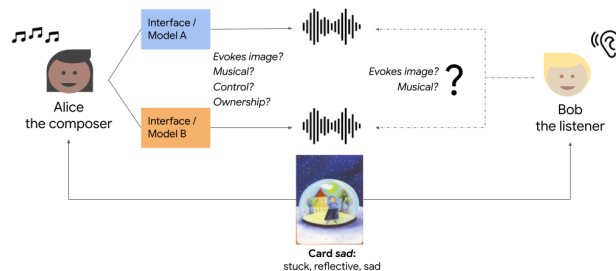 Interface /
Model A
Evokes image?
Musical?
Control?
Ownership?
Evokes image?
Musical?
?
Alice
the composer
Bob
the listener
Interface /
Model B
Card sad:
stuck, reflective, sad